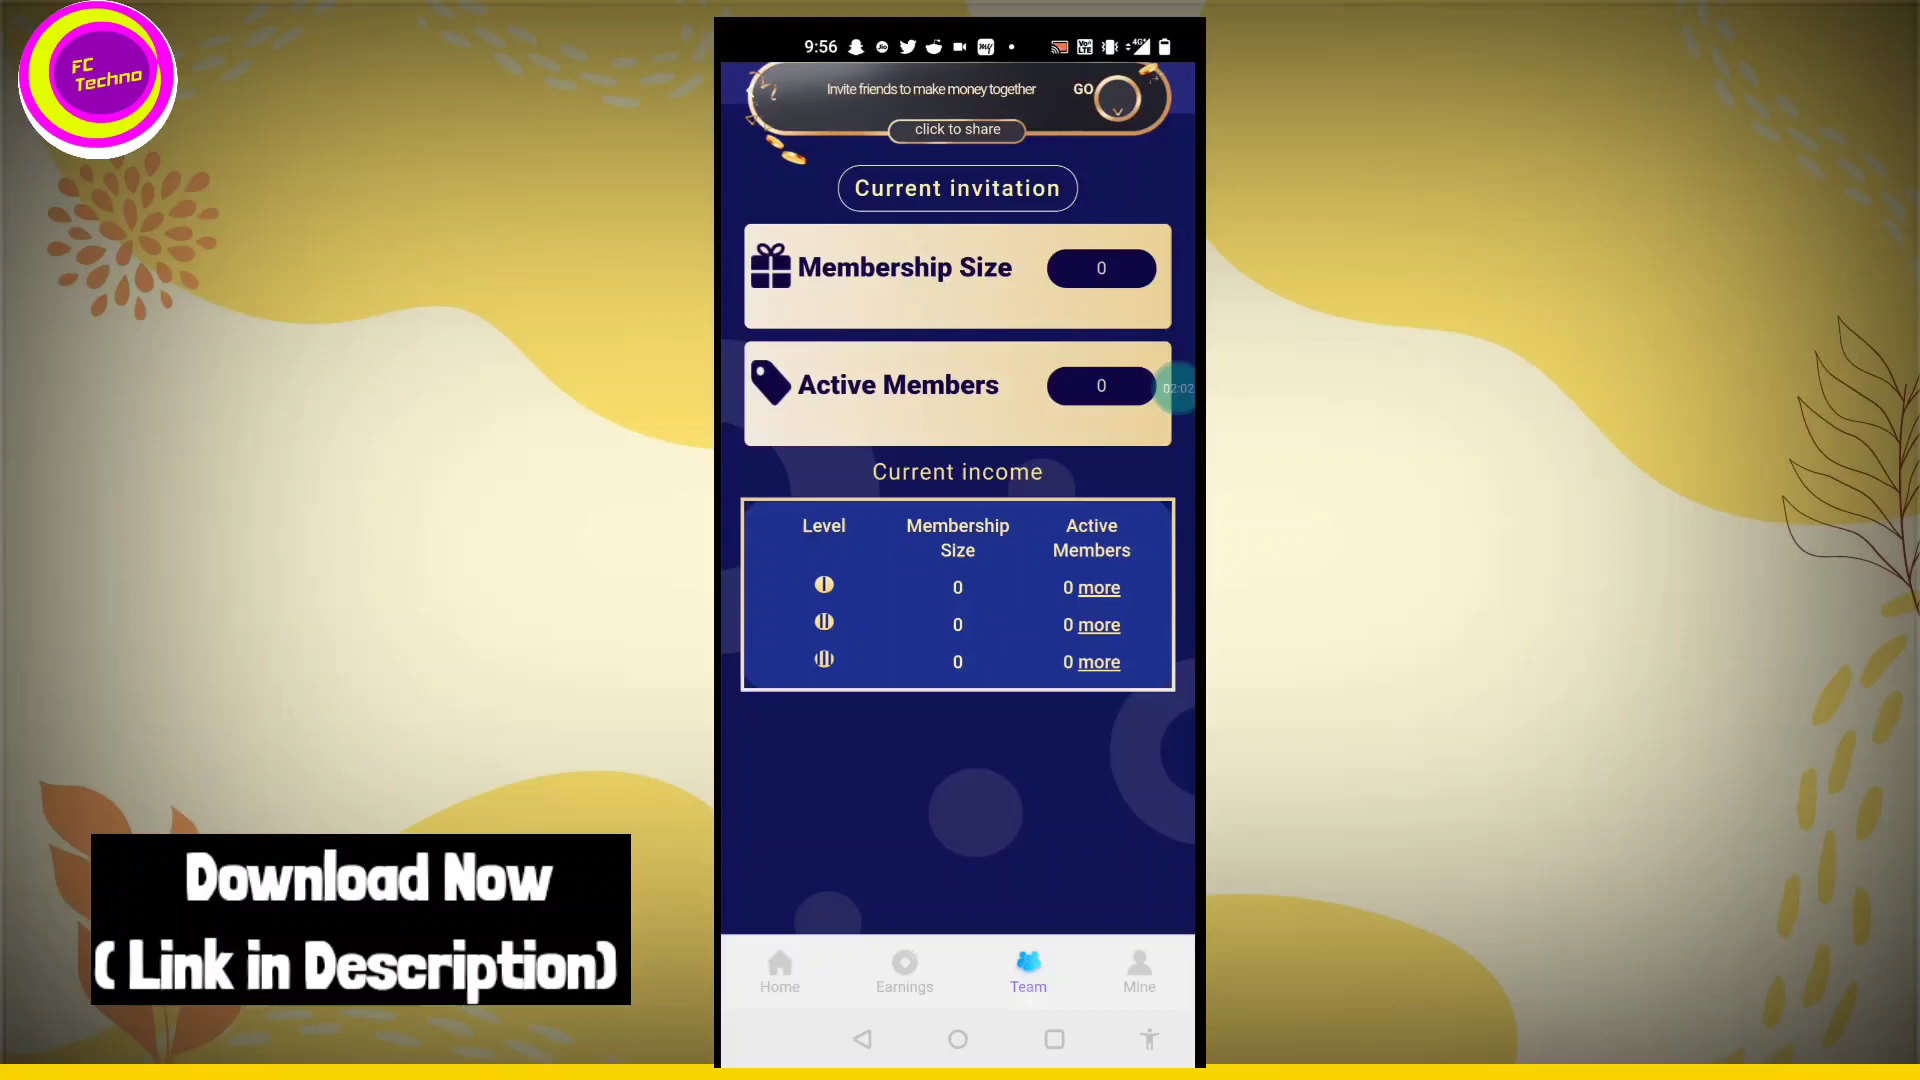 FC
Techno
9:56
Invite friends to make money together
GO
click to share
Current invitation
Membership Size
0
Active Members
0
02:02
Current income
Level
Membership
Size
Active
Members
0
0 more
0
0 more
0
0 more
Download Now
( Link in Description)
Home
Earnings
Team
Mine